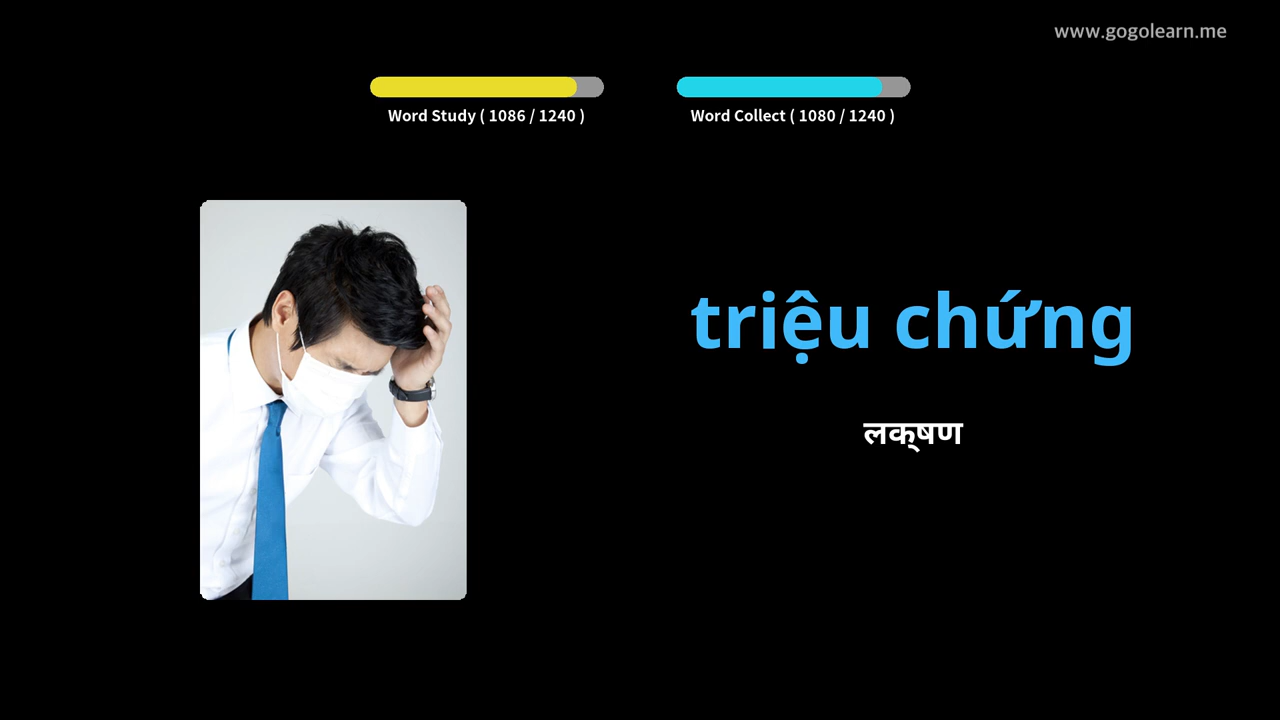 www.gogolearn.me
Word Study ( 1086 / 1240 )
Word Collect ( 1080 / 1240 )
triệu chứng
लक्षण